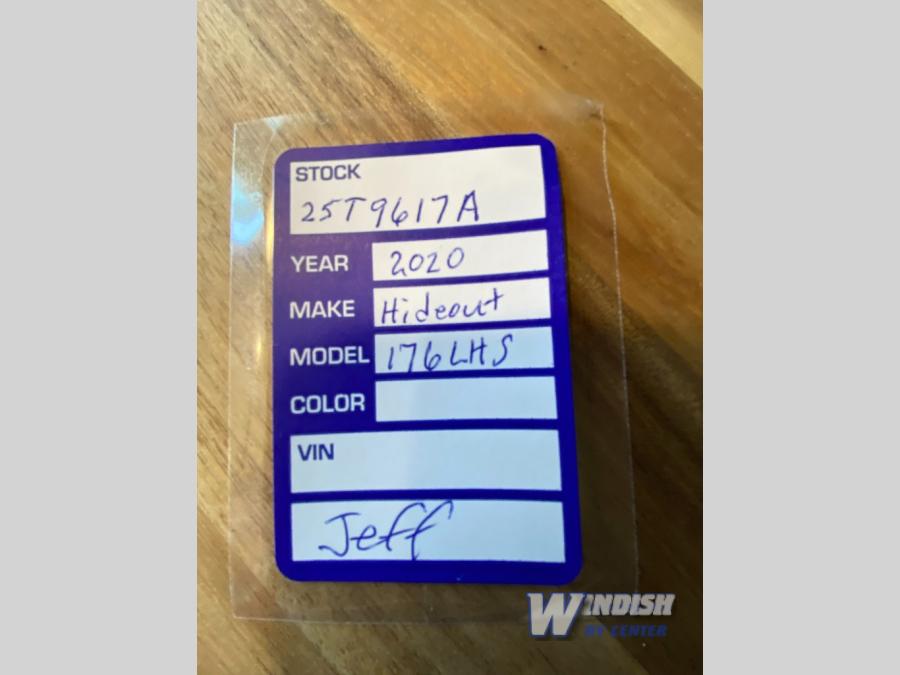 STOCK
25T9617A
YEAR 2020
MAKE Hideout
MODEL 176LHS
COLOR
VIN
Jeff
WINDISH
RV CENTER